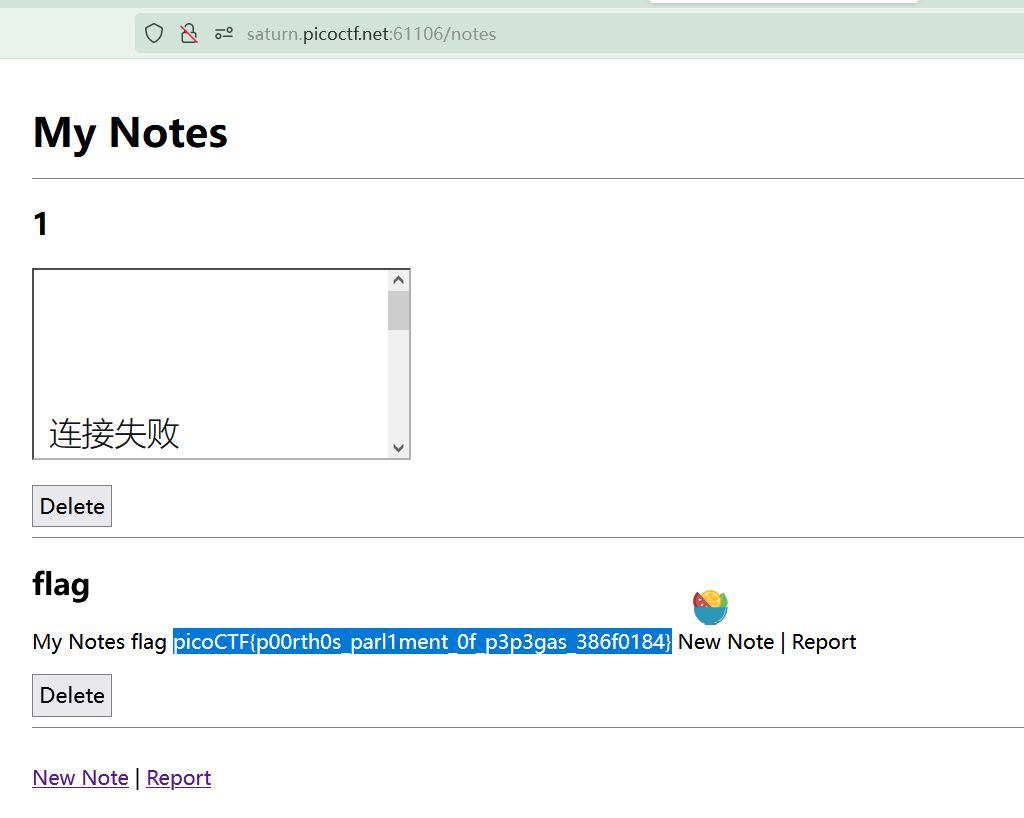 saturn.picoctf.net:61106/notes
My Notes
1
连接失败
Delete
flag
My Notes flag picoCTF{p00rth0s_parl1ment_0f_p3p3gas_386f0184} New Note | Report
Delete
New Note | Report